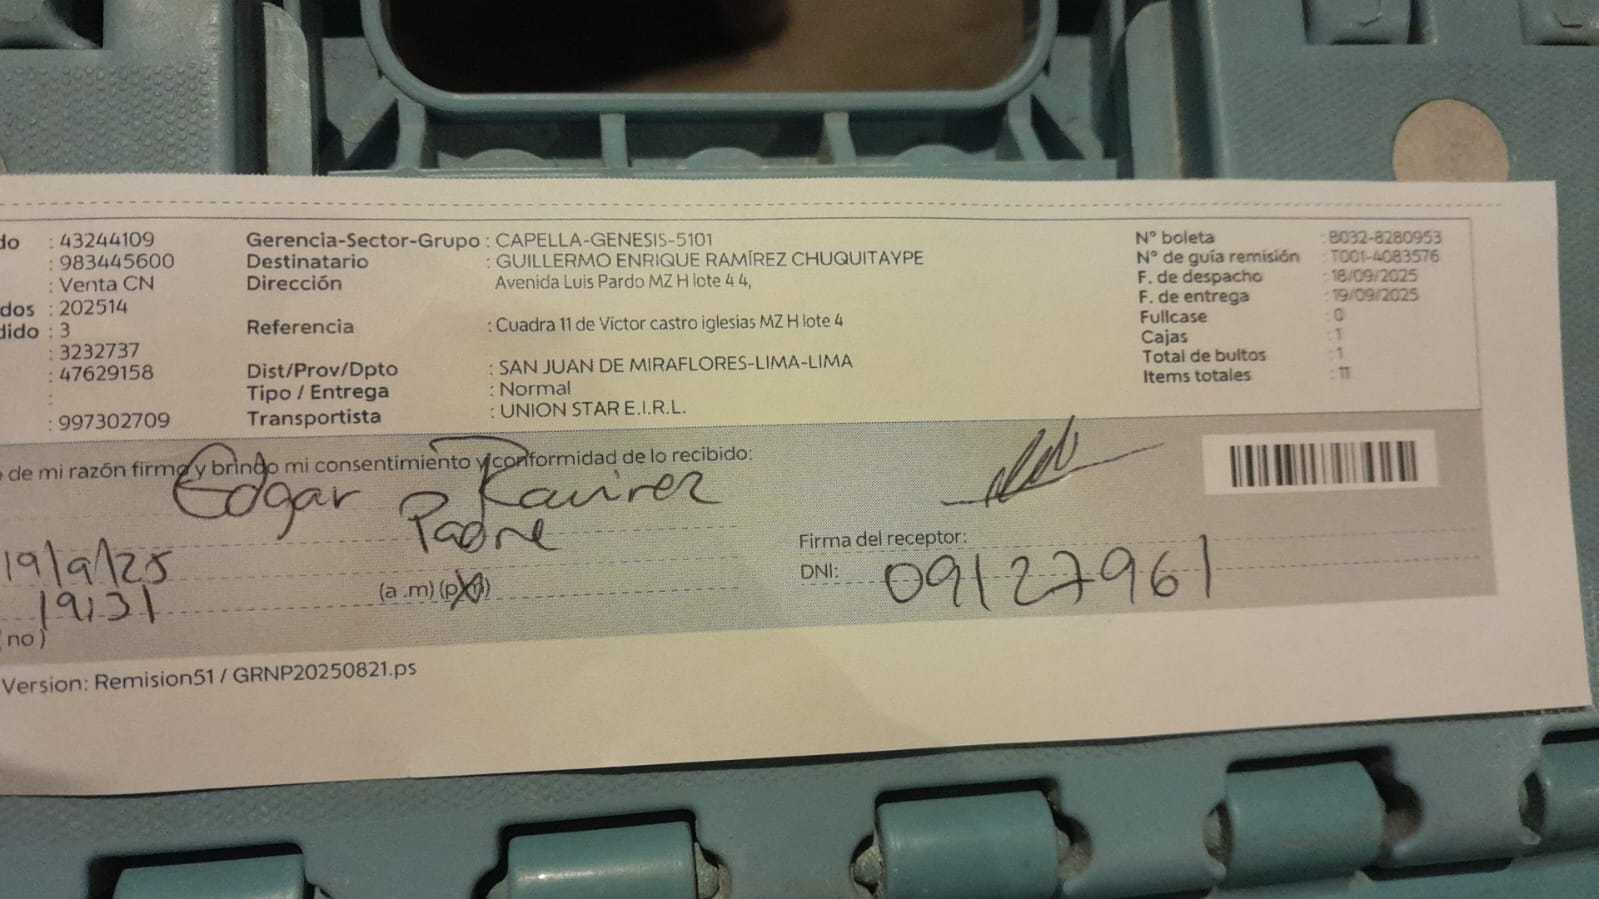 do : 43244109 Gerencia-Sector-Grupo : CAPELLA-GENESIS-5101 N° boleta : B032-8280953
: 983445600 Destinatario : GUILLERMO ENRIQUE RAMÍREZ CHUQUITAYPE N° de guía remisión : T001-4083576
: Venta CN Dirección Avenida Luis Pardo MZ H lote 4 4, F. de despacho : 18/09/2025
dos : 202514 F. de entrega : 19/09/2025
dido : 3 Referencia : Cuadra 11 de Víctor castro iglesias MZ H lote 4 Fullcase : 0
: 3232737 Cajas : 1
: 47629158 Dist/Prov/Dpto : SAN JUAN DE MIRAFLORES-LIMA-LIMA Total de bultos : 1
: Tipo / Entrega : Normal Items totales : 11
: 997302709 Transportista : UNION STAR E.I.R.L.
de mi razón firmo y brindo mi consentimiento y conformidad de lo recibido:
Edgar Ramirez
Padre
Firma del receptor:
19/9/25
DNI: 09127961
19:31 (a .m) (p.m)
(no)
Version: Remision51 / GRNP20250821.ps